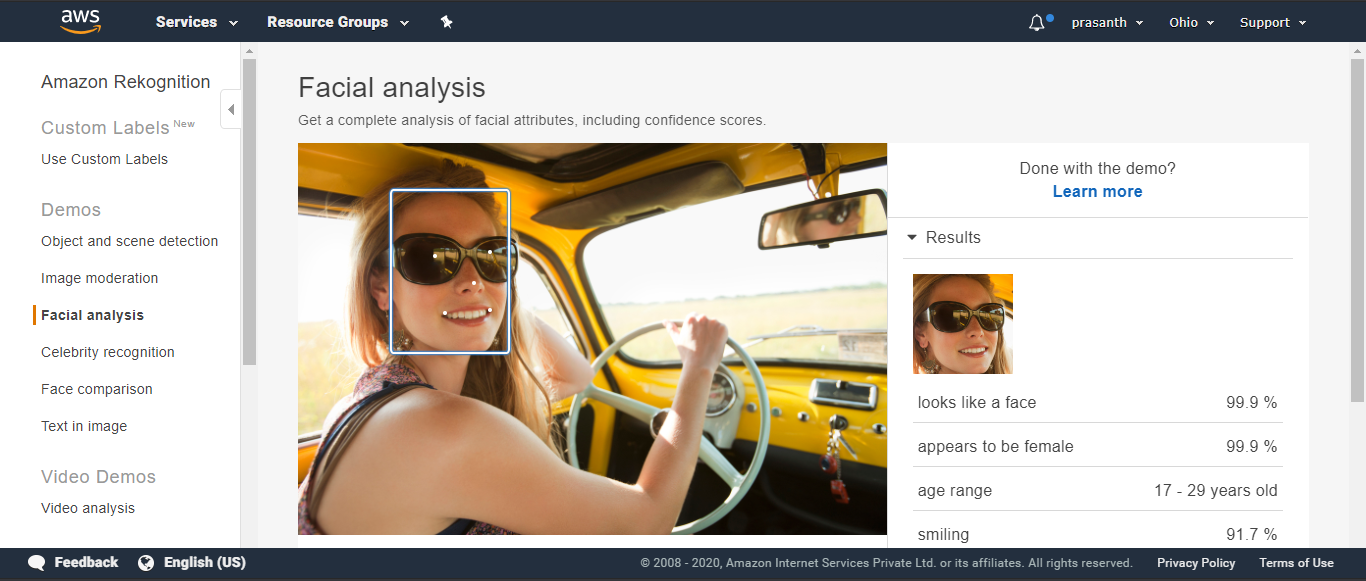 aws Services Resource Groups prasanth Ohio Support
Amazon Rekognition
Custom Labels New
Use Custom Labels
Demos
Object and scene detection
Image moderation
Facial analysis
Celebrity recognition
Face comparison
Text in image
Video Demos
Video analysis
Facial analysis
Get a complete analysis of facial attributes, including confidence scores.
Done with the demo?
Learn more
Results
looks like a face 99.9 %
appears to be female 99.9 %
age range 17 - 29 years old
smiling 91.7 %
Feedback English (US) © 2008 - 2020, Amazon Internet Services Private Ltd. or its affiliates. All rights reserved. Privacy Policy Terms of Use